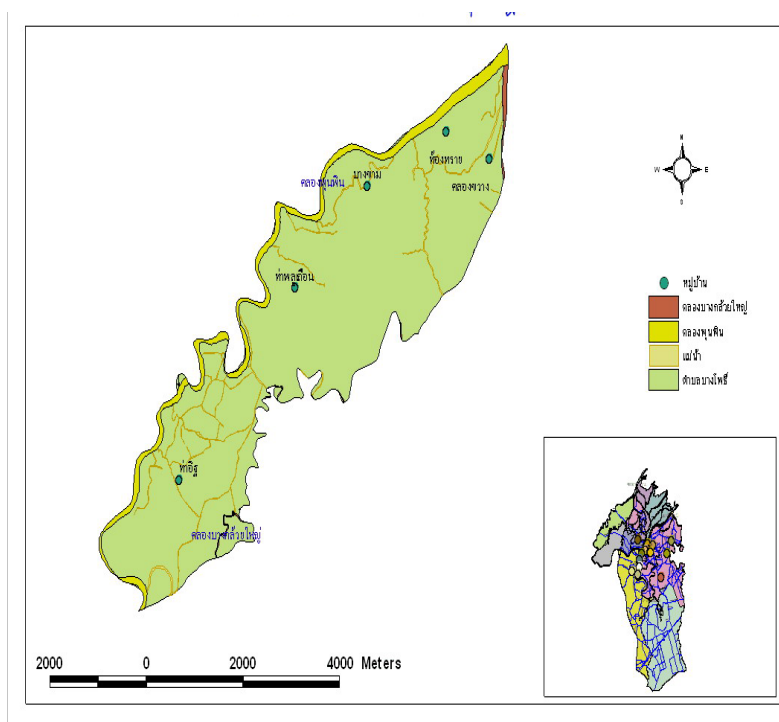 ห้องทราย
บางขาม
คลองพุนพิน
คลองขวาง
N
W E
ท่าพลูเถื่อน
หมู่บ้าน
คลองบางกล้วยใหญ่
คลองพุนพิน
แม่น้ำ
ตำบลบางโพธิ์
ท่าอิฐ
คลองบางกล้วยใหญ่
2000 0 2000 4000 Meters